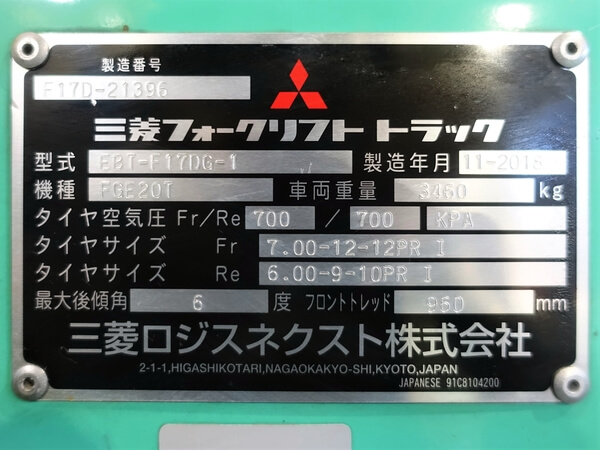 製造番号
F17D-21396
三菱フォークリフト トラック
型式 EBT-F17DG-1 製造年月 11-2018
機種 FGE20T 車両重量 3460 kg
タイヤ空気圧 Fr/Re 700 / 700 KPA
タイヤサイズ Fr 7.00-12-12PR I
タイヤサイズ Re 6.00-9-10PR I
最大後傾角 6 度 フロントトレッド 960 mm
三菱ロジスネクスト株式会社
2-1-1,HIGASHIKOTARI,NAGAOKAKYO-SHI,KYOTO,JAPAN
JAPANESE 91C8104200